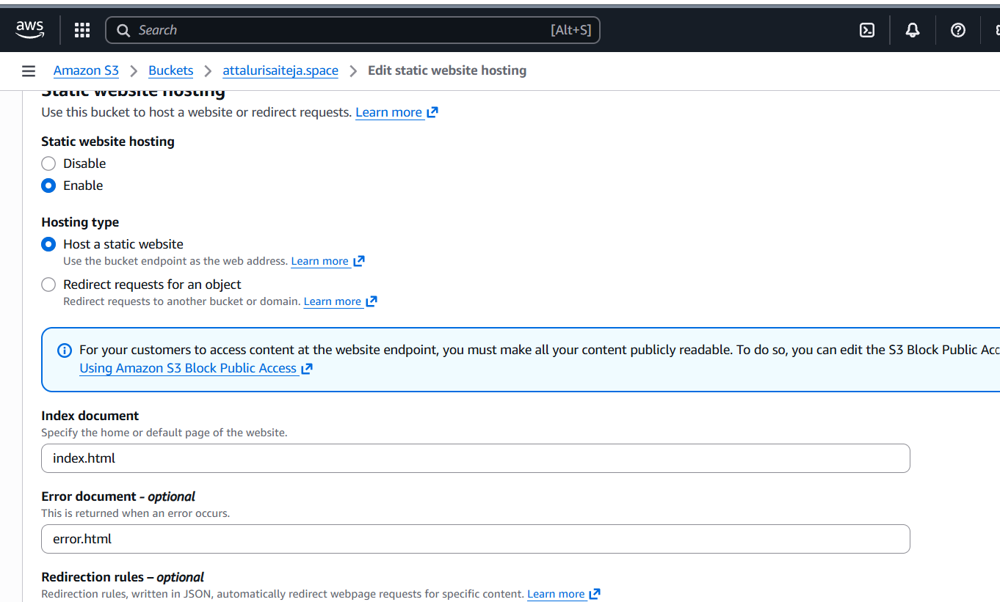 aws
Search [Alt+S]
Amazon S3 > Buckets > attalurisaiteja.space > Edit static website hosting
Static website hosting
Use this bucket to host a website or redirect requests. Learn more
Static website hosting
Disable
Enable
Hosting type
Host a static website
Use the bucket endpoint as the web address. Learn more
Redirect requests for an object
Redirect requests to another bucket or domain. Learn more
For your customers to access content at the website endpoint, you must make all your content publicly readable. To do so, you can edit the S3 Block Public Acc
Using Amazon S3 Block Public Access
Index document
Specify the home or default page of the website.
index.html
Error document - optional
This is returned when an error occurs.
error.html
Redirection rules – optional
Redirection rules, written in JSON, automatically redirect webpage requests for specific content. Learn more